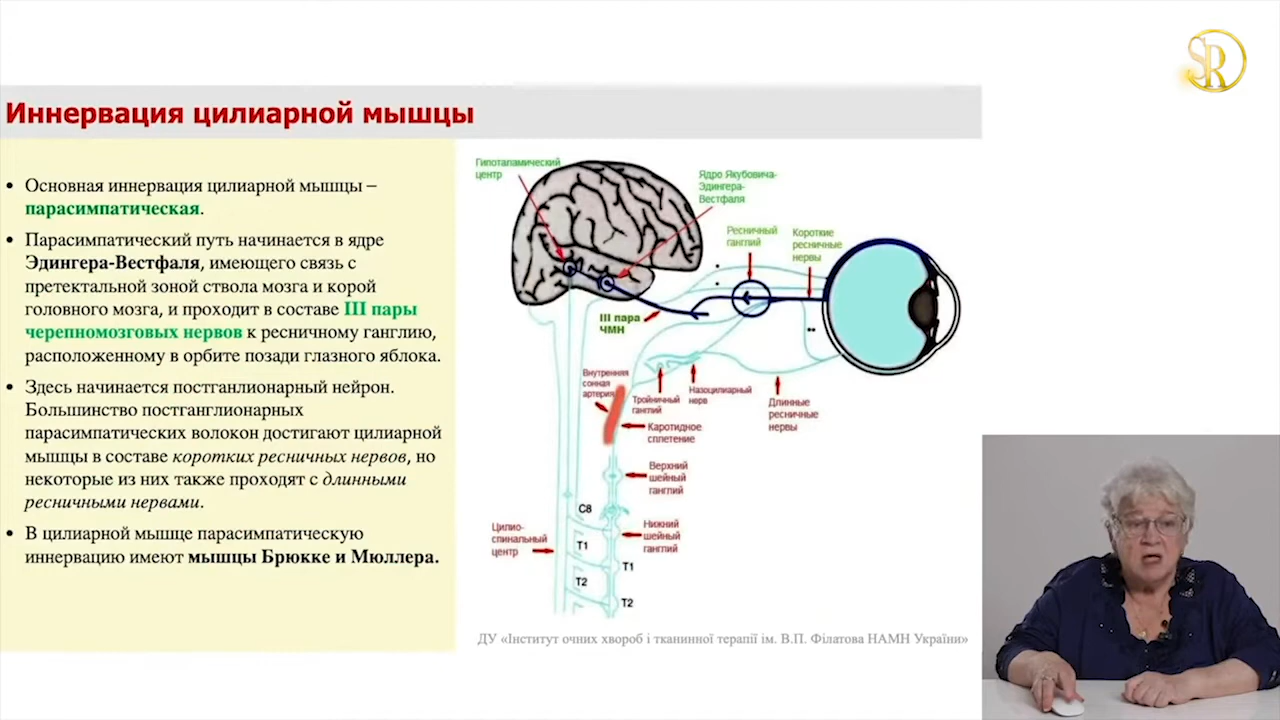 SR
Иннервация цилиарной мышцы
• Основная иннервация цилиарной мышцы –
парасимпатическая.
• Парасимпатический путь начинается в ядре
Эдингера-Вестфаля, имеющего связь с
претектальной зоной ствола мозга и корой
головного мозга, и проходит в составе III пары
черепномозговых нервов к ресничному ганглию,
расположенному в орбите позади глазного яблока.
• Здесь начинается постганлионарный нейрон.
Большинство постганглионарных
парасимпатических волокон достигают цилиарной
мышцы в составе коротких ресничных нервов, но
некоторые из них также проходят с длинными
ресничными нервами.
• В цилиарной мышце парасимпатическую
иннервацию имеют мышцы Брюкке и Мюллера.
Гипоталамический
центр
Ядро Якубовича-
Эдингера-
Вестфаля
Ресничный
ганглий
Короткие
ресничные
нервы
III пара
ЧМН
Внутренняя
сонная
артерия
Тройничный
ганглий
Назоцилиарный
нерв
Длинные
ресничные
нервы
Каротидное
сплетение
Верхний
шейный
ганглий
C8
Цилио-
спинальный
центр
Нижний
шейный
ганглий
T1
T1
T2
T2
ДУ «Інститут очних хвороб і тканинної терапії ім. В.П. Філатова НАМН України»